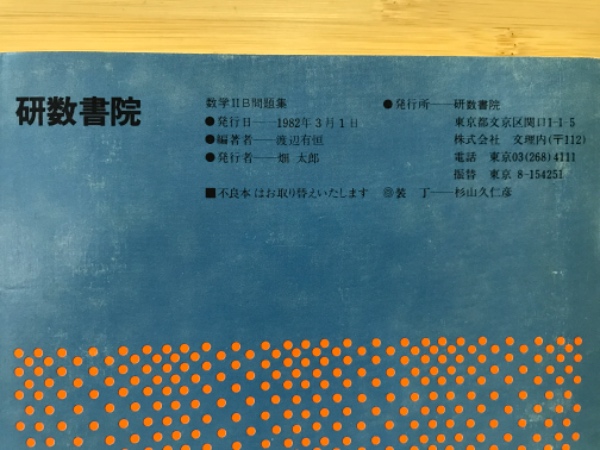 研数書院
数学IIB問題集
●発行日──1982年3月1日
●編著者──渡辺有恒
●発行者──畑 太郎
■不良本はお取り替えいたします
●発行所──研数書院
東京都文京区関口1-1-5
株式会社 文理内(〒112)
電話 東京03(268)4111
振替 東京 8-154251
◎装 丁──杉山久仁彦